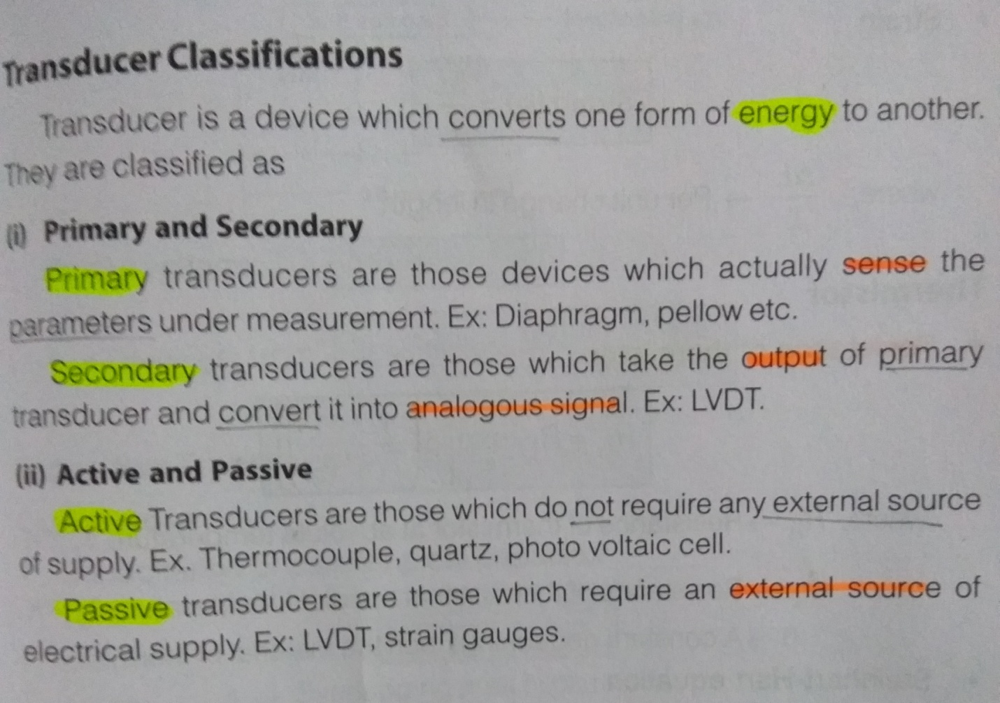 Transducer Classifications
Transducer is a device which converts one form of energy to another.
They are classified as
(i) Primary and Secondary
Primary transducers are those devices which actually sense the
parameters under measurement. Ex: Diaphragm, pellow etc.
Secondary transducers are those which take the output of primary
transducer and convert it into analogous signal. Ex: LVDT.
(ii) Active and Passive
Active Transducers are those which do not require any external source
of supply. Ex. Thermocouple, quartz, photo voltaic cell.
Passive transducers are those which require an external source of
electrical supply. Ex: LVDT, strain gauges.